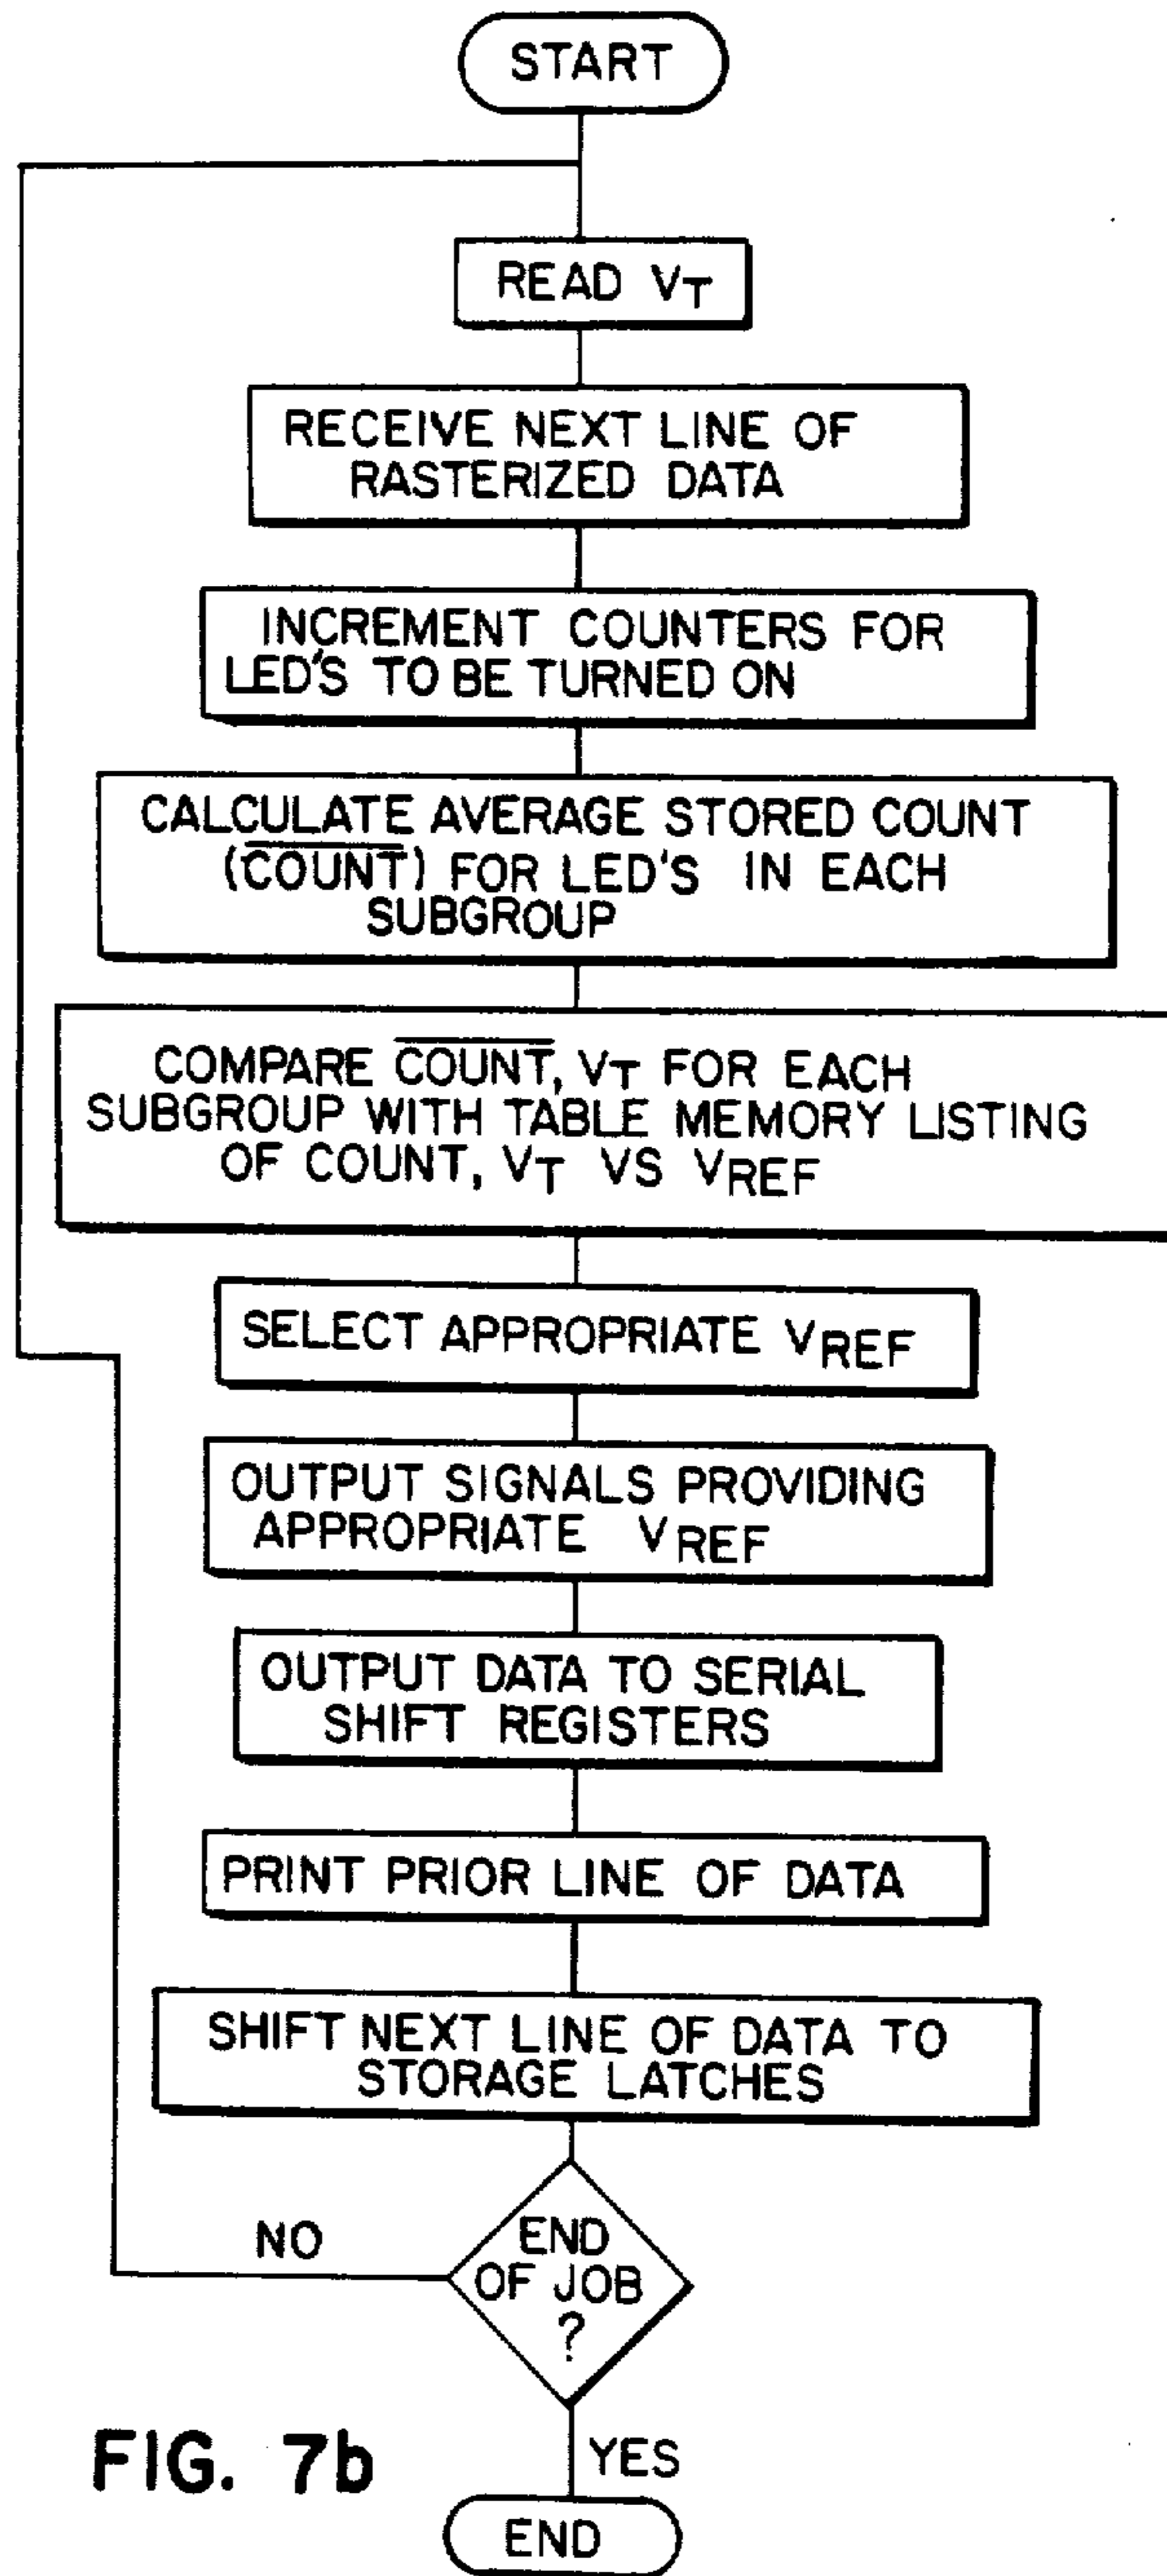 START
READ VT
RECEIVE NEXT LINE OF
RASTERIZED DATA
INCREMENT COUNTERS FOR
LED'S TO BE TURNED ON
CALCULATE AVERAGE STORED COUNT
(COUNT) FOR LED'S IN EACH
SUBGROUP
COMPARE COUNT, VT FOR EACH
SUBGROUP WITH TABLE MEMORY LISTING
OF COUNT, VT VS VREF
SELECT APPROPRIATE VREF
OUTPUT SIGNALS PROVIDING
APPROPRIATE VREF
OUTPUT DATA TO SERIAL
SHIFT REGISTERS
PRINT PRIOR LINE OF DATA
SHIFT NEXT LINE OF DATA TO
STORAGE LATCHES
NO
END
OF JOB
?
YES
END
FIG. 7b